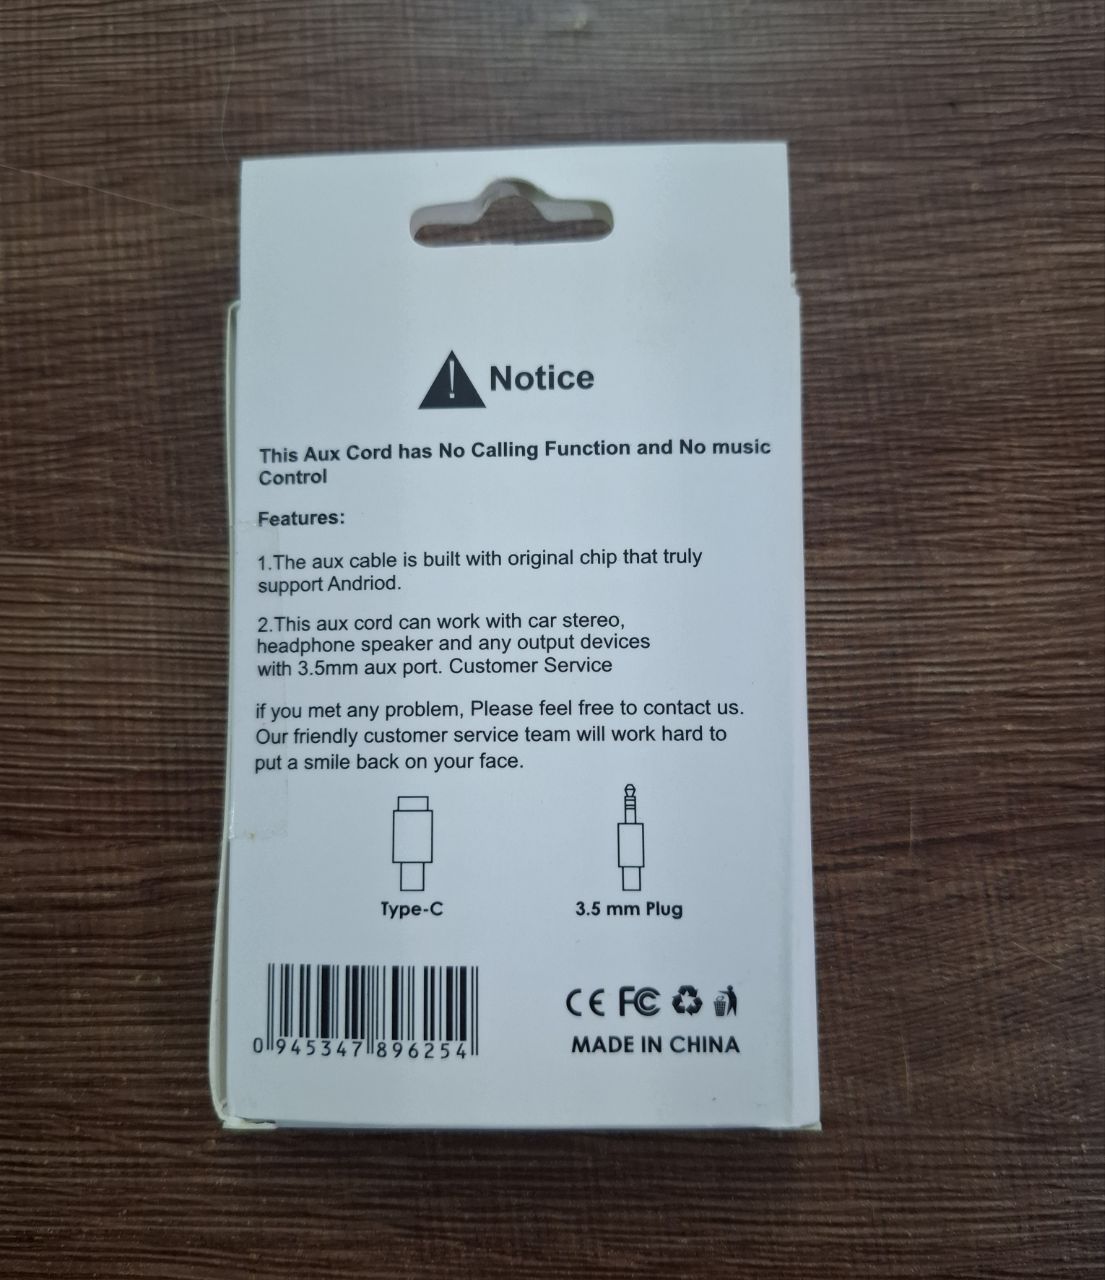 Notice
This Aux Cord has No Calling Function and No music
Control
Features:
1.The aux cable is built with original chip that truly
support Andriod.
2.This aux cord can work with car stereo,
headphone speaker and any output devices
with 3.5mm aux port. Customer Service
if you met any problem, Please feel free to contact us.
Our friendly customer service team will work hard to
put a smile back on your face.
Type-C
3.5 mm Plug
0 945347 896254
CE FC
MADE IN CHINA